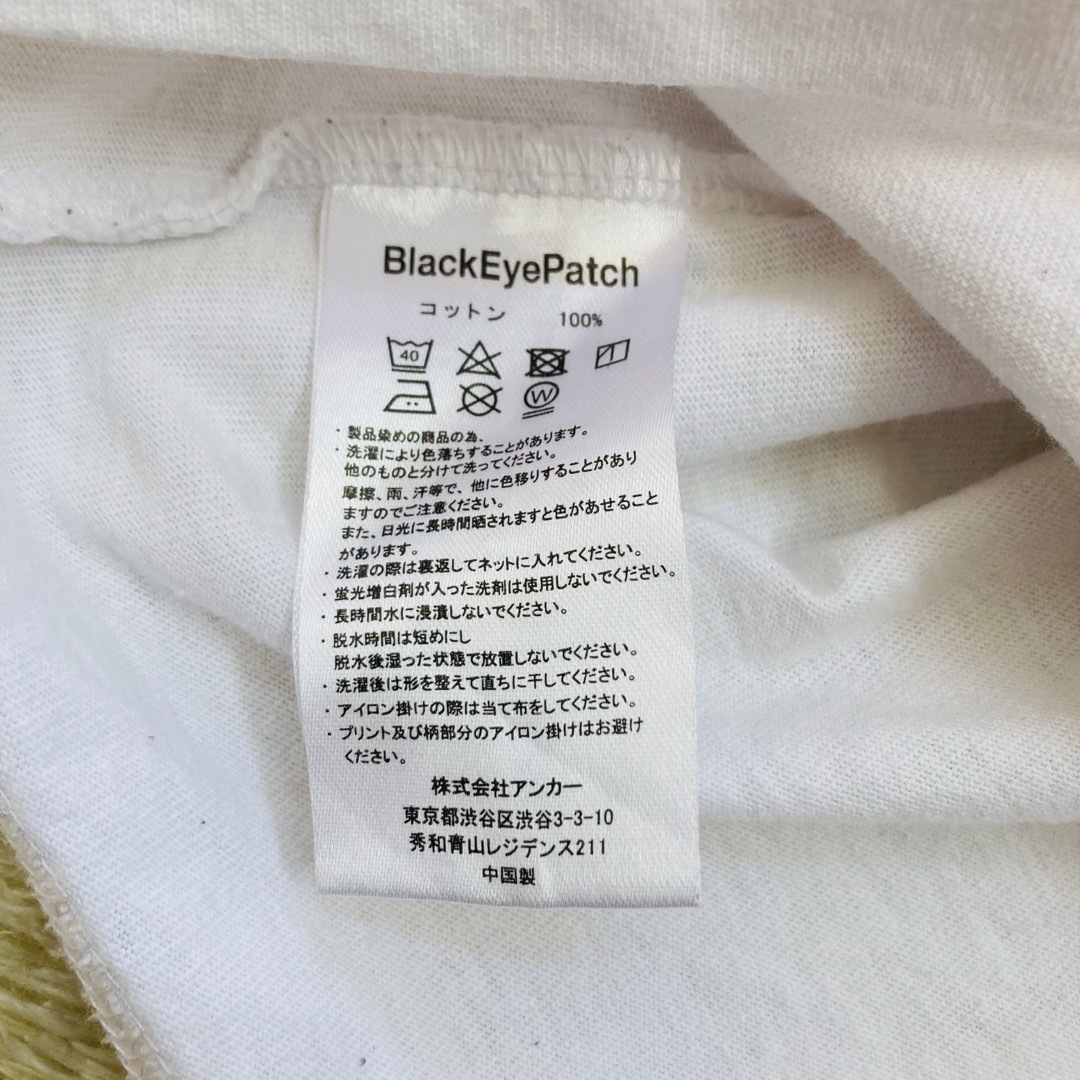 BlackEyePatch
コットン 100%
40
W
・製品染めの商品の為、
・洗濯により色落ちすることがあります。
他のものと分けて洗ってください。
摩擦、雨、汗等で、他に色移りすることがあり
ますのでご注意ください。
また、日光に長時間晒されますと色があせること
があります。
・洗濯の際は裏返してネットに入れてください。
・蛍光増白剤が入った洗剤は使用しないでください。
・長時間水に浸漬しないでください。
・脱水時間は短めにし
脱水後湿った状態で放置しないでください。
・洗濯後は形を整えて直ちに干してください。
・アイロン掛けの際は当て布をしてください。
・プリント及び柄部分のアイロン掛けはお避け
ください。
株式会社アンカー
東京都渋谷区渋谷3-3-10
秀和青山レジデンス211
中国製